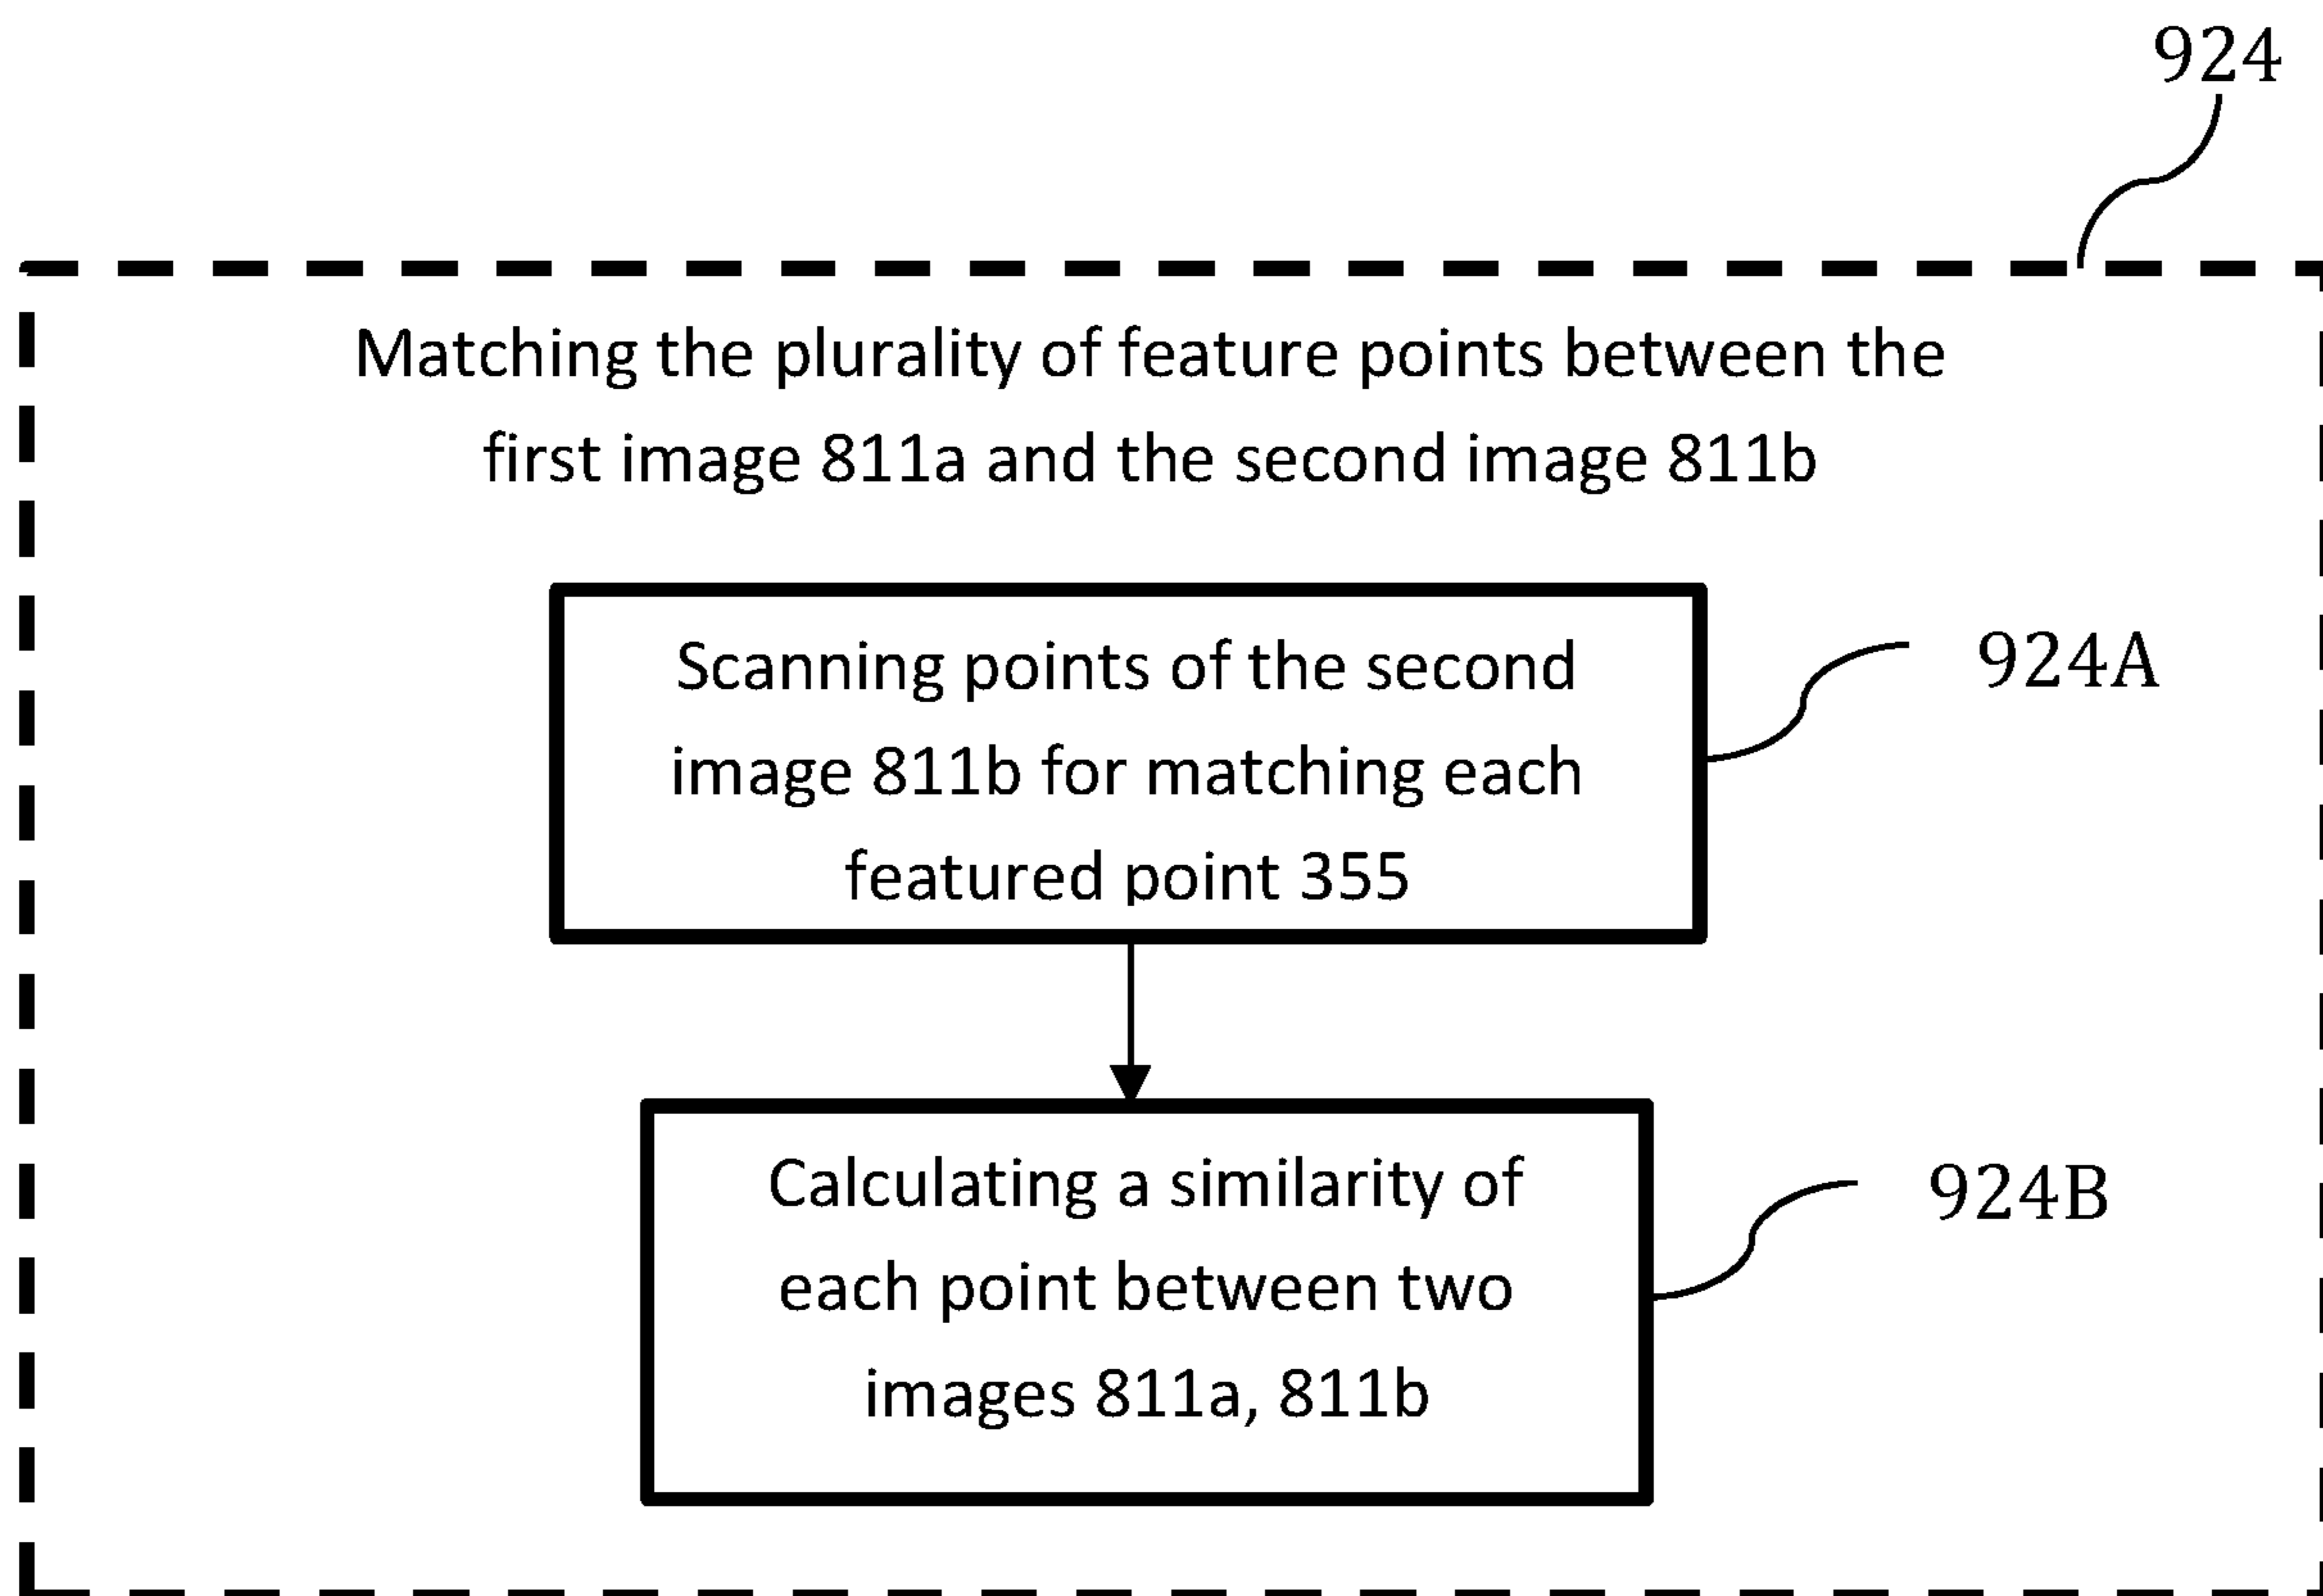 924
Matching the plurality of feature points between the
first image 811a and the second image 811b
Scanning points of the second
image 811b for matching each
featured point 355
924A
Calculating a similarity of
each point between two
images 811a, 811b
924B